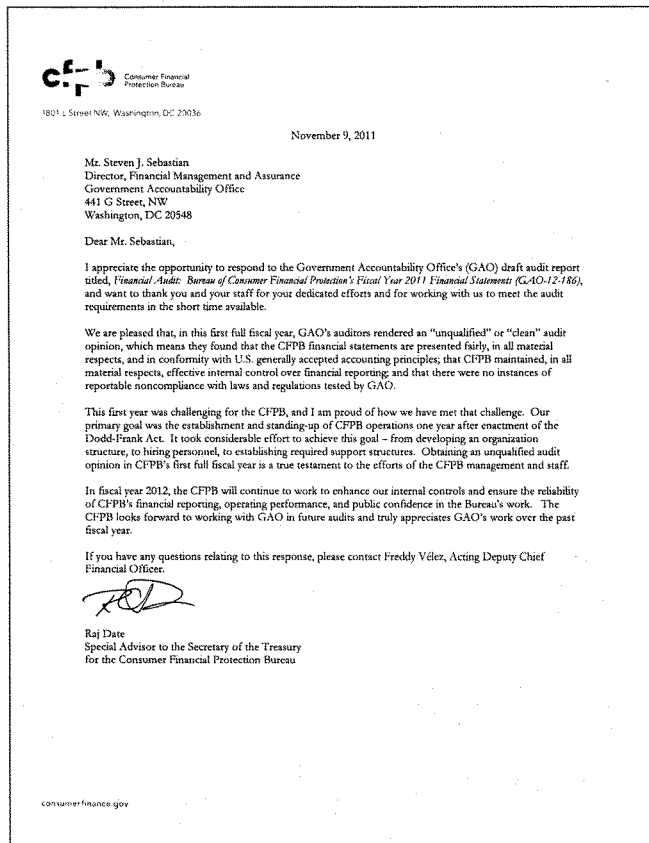 cfpb Consumer Financial
Protection Bureau
1801 L Street NW, Washington, DC 20036
November 9, 2011
Mr. Steven J. Sebastian
Director, Financial Management and Assurance
Government Accountability Office
441 G Street, NW
Washington, DC 20548
Dear Mr. Sebastian,
I appreciate the opportunity to respond to the Government Accountability Office's (GAO) draft audit report
titled, Financial Audit: Bureau of Consumer Financial Protection's Fiscal Year 2011 Financial Statements (GAO-12-186),
and want to thank you and your staff for your dedicated efforts and for working with us to meet the audit
requirements in the short time available.
We are pleased that, in this first full fiscal year, GAO's auditors rendered an "unqualified" or "clean" audit
opinion, which means they found that the CFPB financial statements are presented fairly, in all material
respects, and in conformity with U.S. generally accepted accounting principles; that CFPB maintained, in all
material respects, effective internal control over financial reporting; and that there were no instances of
reportable noncompliance with laws and regulations tested by GAO.
This first year was challenging for the CFPB, and I am proud of how we have met that challenge. Our
primary goal was the establishment and standing-up of CFPB operations one year after enactment of the
Dodd-Frank Act. It took considerable effort to achieve this goal – from developing an organization
structure, to hiring personnel, to establishing required support structures. Obtaining an unqualified audit
opinion in CFPB's first full fiscal year is a true testament to the efforts of the CFPB management and staff.
In fiscal year 2012, the CFPB will continue to work to enhance our internal controls and ensure the reliability
of CFPB's financial reporting, operating performance, and public confidence in the Bureau's work. The
CFPB looks forward to working with GAO in future audits and truly appreciates GAO's work over the past
fiscal year.
If you have any questions relating to this response, please contact Freddy Vélez, Acting Deputy Chief
Financial Officer.
Raj Date
Special Advisor to the Secretary of the Treasury
for the Consumer Financial Protection Bureau
consumerfinance.gov